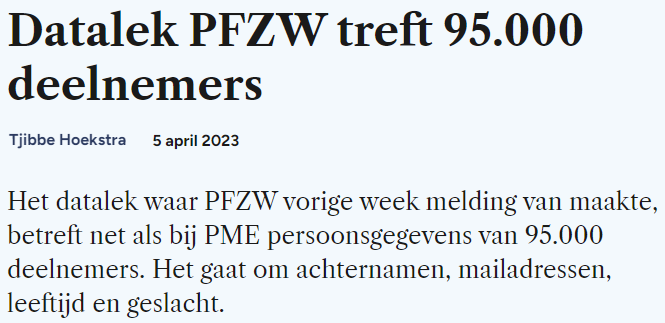 Datalek PFZW treft 95.000
deelnemers
Tjibbe Hoekstra 5 april 2023
Het datalek waar PFZW vorige week melding van maakte,
betreft net als bij PME persoonsgegevens van 95.000
deelnemers. Het gaat om achternamen, mailadressen,
leeftijd en geslacht.